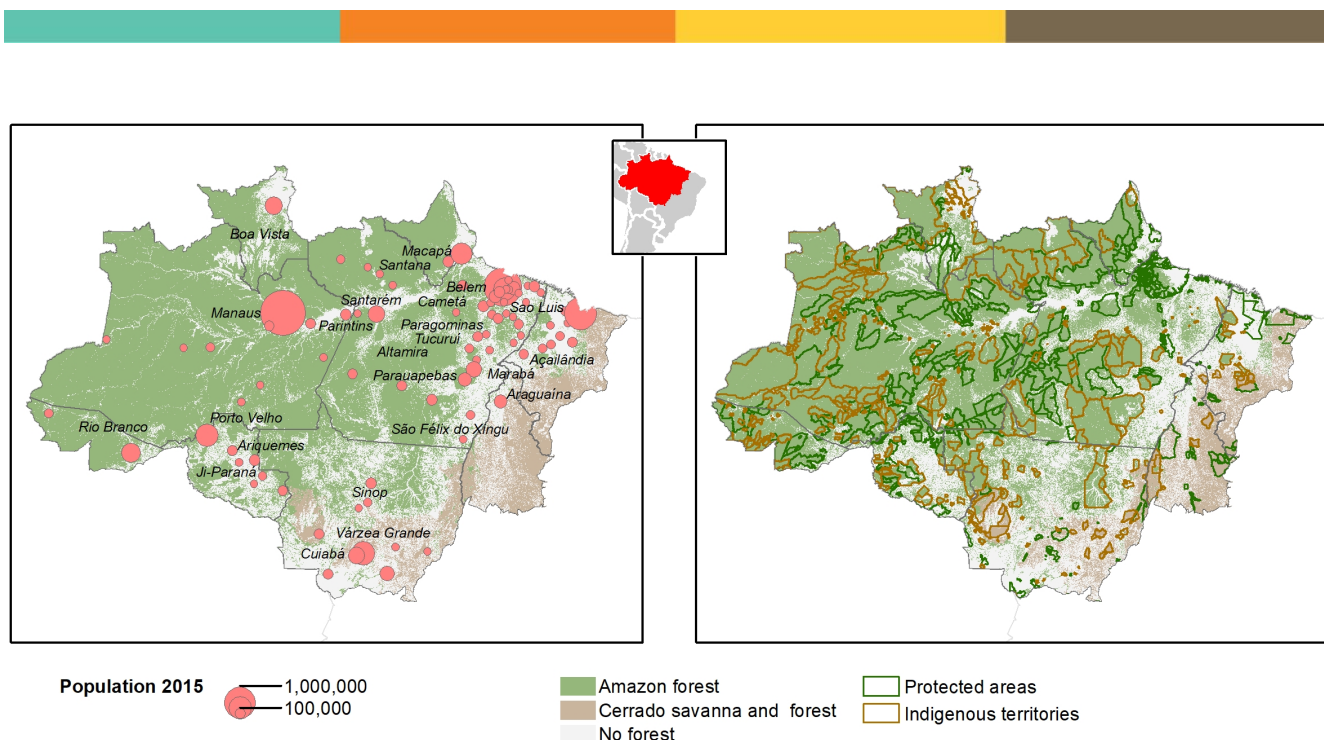 Boa Vista
Macapá
Santana
Belem
Cametá
Sao Luis
Santarém
Manaus
Parintins
Paragominas
Tucuruí
Altamira
Açailândia
Parauapebas
Marabá
Araguaína
São Félix do Xingu
Porto Velho
Rio Branco
Ariquemes
Ji-Paraná
Sinop
Várzea Grande
Cuiabá
Population 2015
1,000,000
100,000
Amazon forest
Cerrado savanna and forest
No forest
Protected areas
Indigenous territories